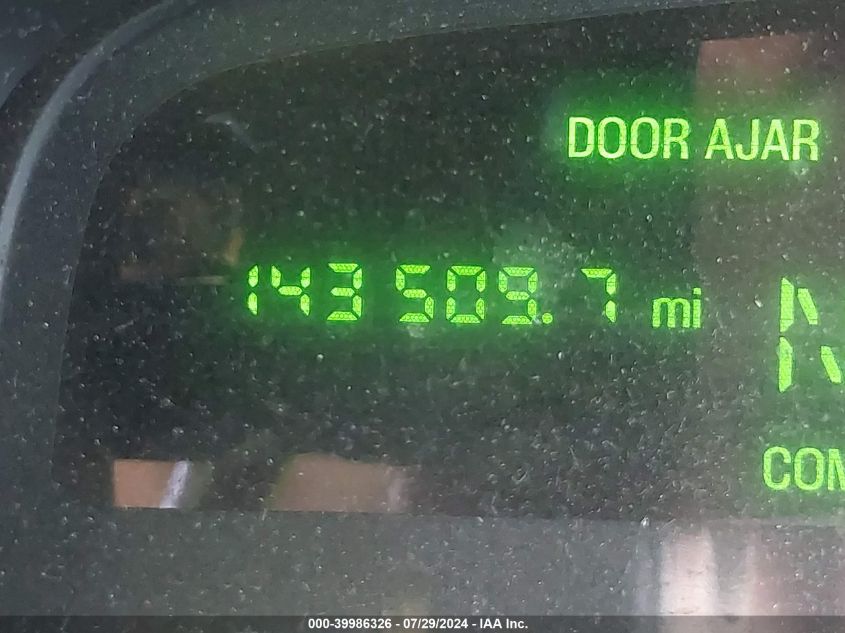 DOOR AJAR
143 509.7 mi
N
COM
000-39986326 - 07/29/2024 - IAA Inc.